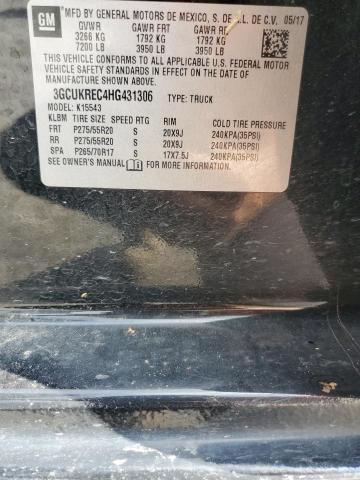 GM MFD BY GENERAL MOTORS DE MEXICO, S. DE R.L. DE C.V. 05/17
GVWR GAWR FRT GAWR RR
3266 KG 1792 KG 1792 KG
7200 LB 3950 LB 3950 LB
THIS VEHICLE CONFORMS TO ALL APPLICABLE U.S. FEDERAL
MOTOR VEHICLE SAFETY STANDARDS IN EFFECT ON THE DATE OF
MANUFACTURE SHOWN ABOVE.
3GCUKREC4HG431306 TYPE: TRUCK
MODEL: K15543
KLBM TIRE SIZE SPEED RTG RIM COLD TIRE PRESSURE
FRT P275/55R20 S 20X9J 240KPA(35PSI)
RR P275/55R20 S 20X9J 240KPA(35PSI)
SPA P265/70R17 S 17X7.5J 240KPA(35PSI)
SEE OWNER'S MANUAL FOR MORE INFORMATION.